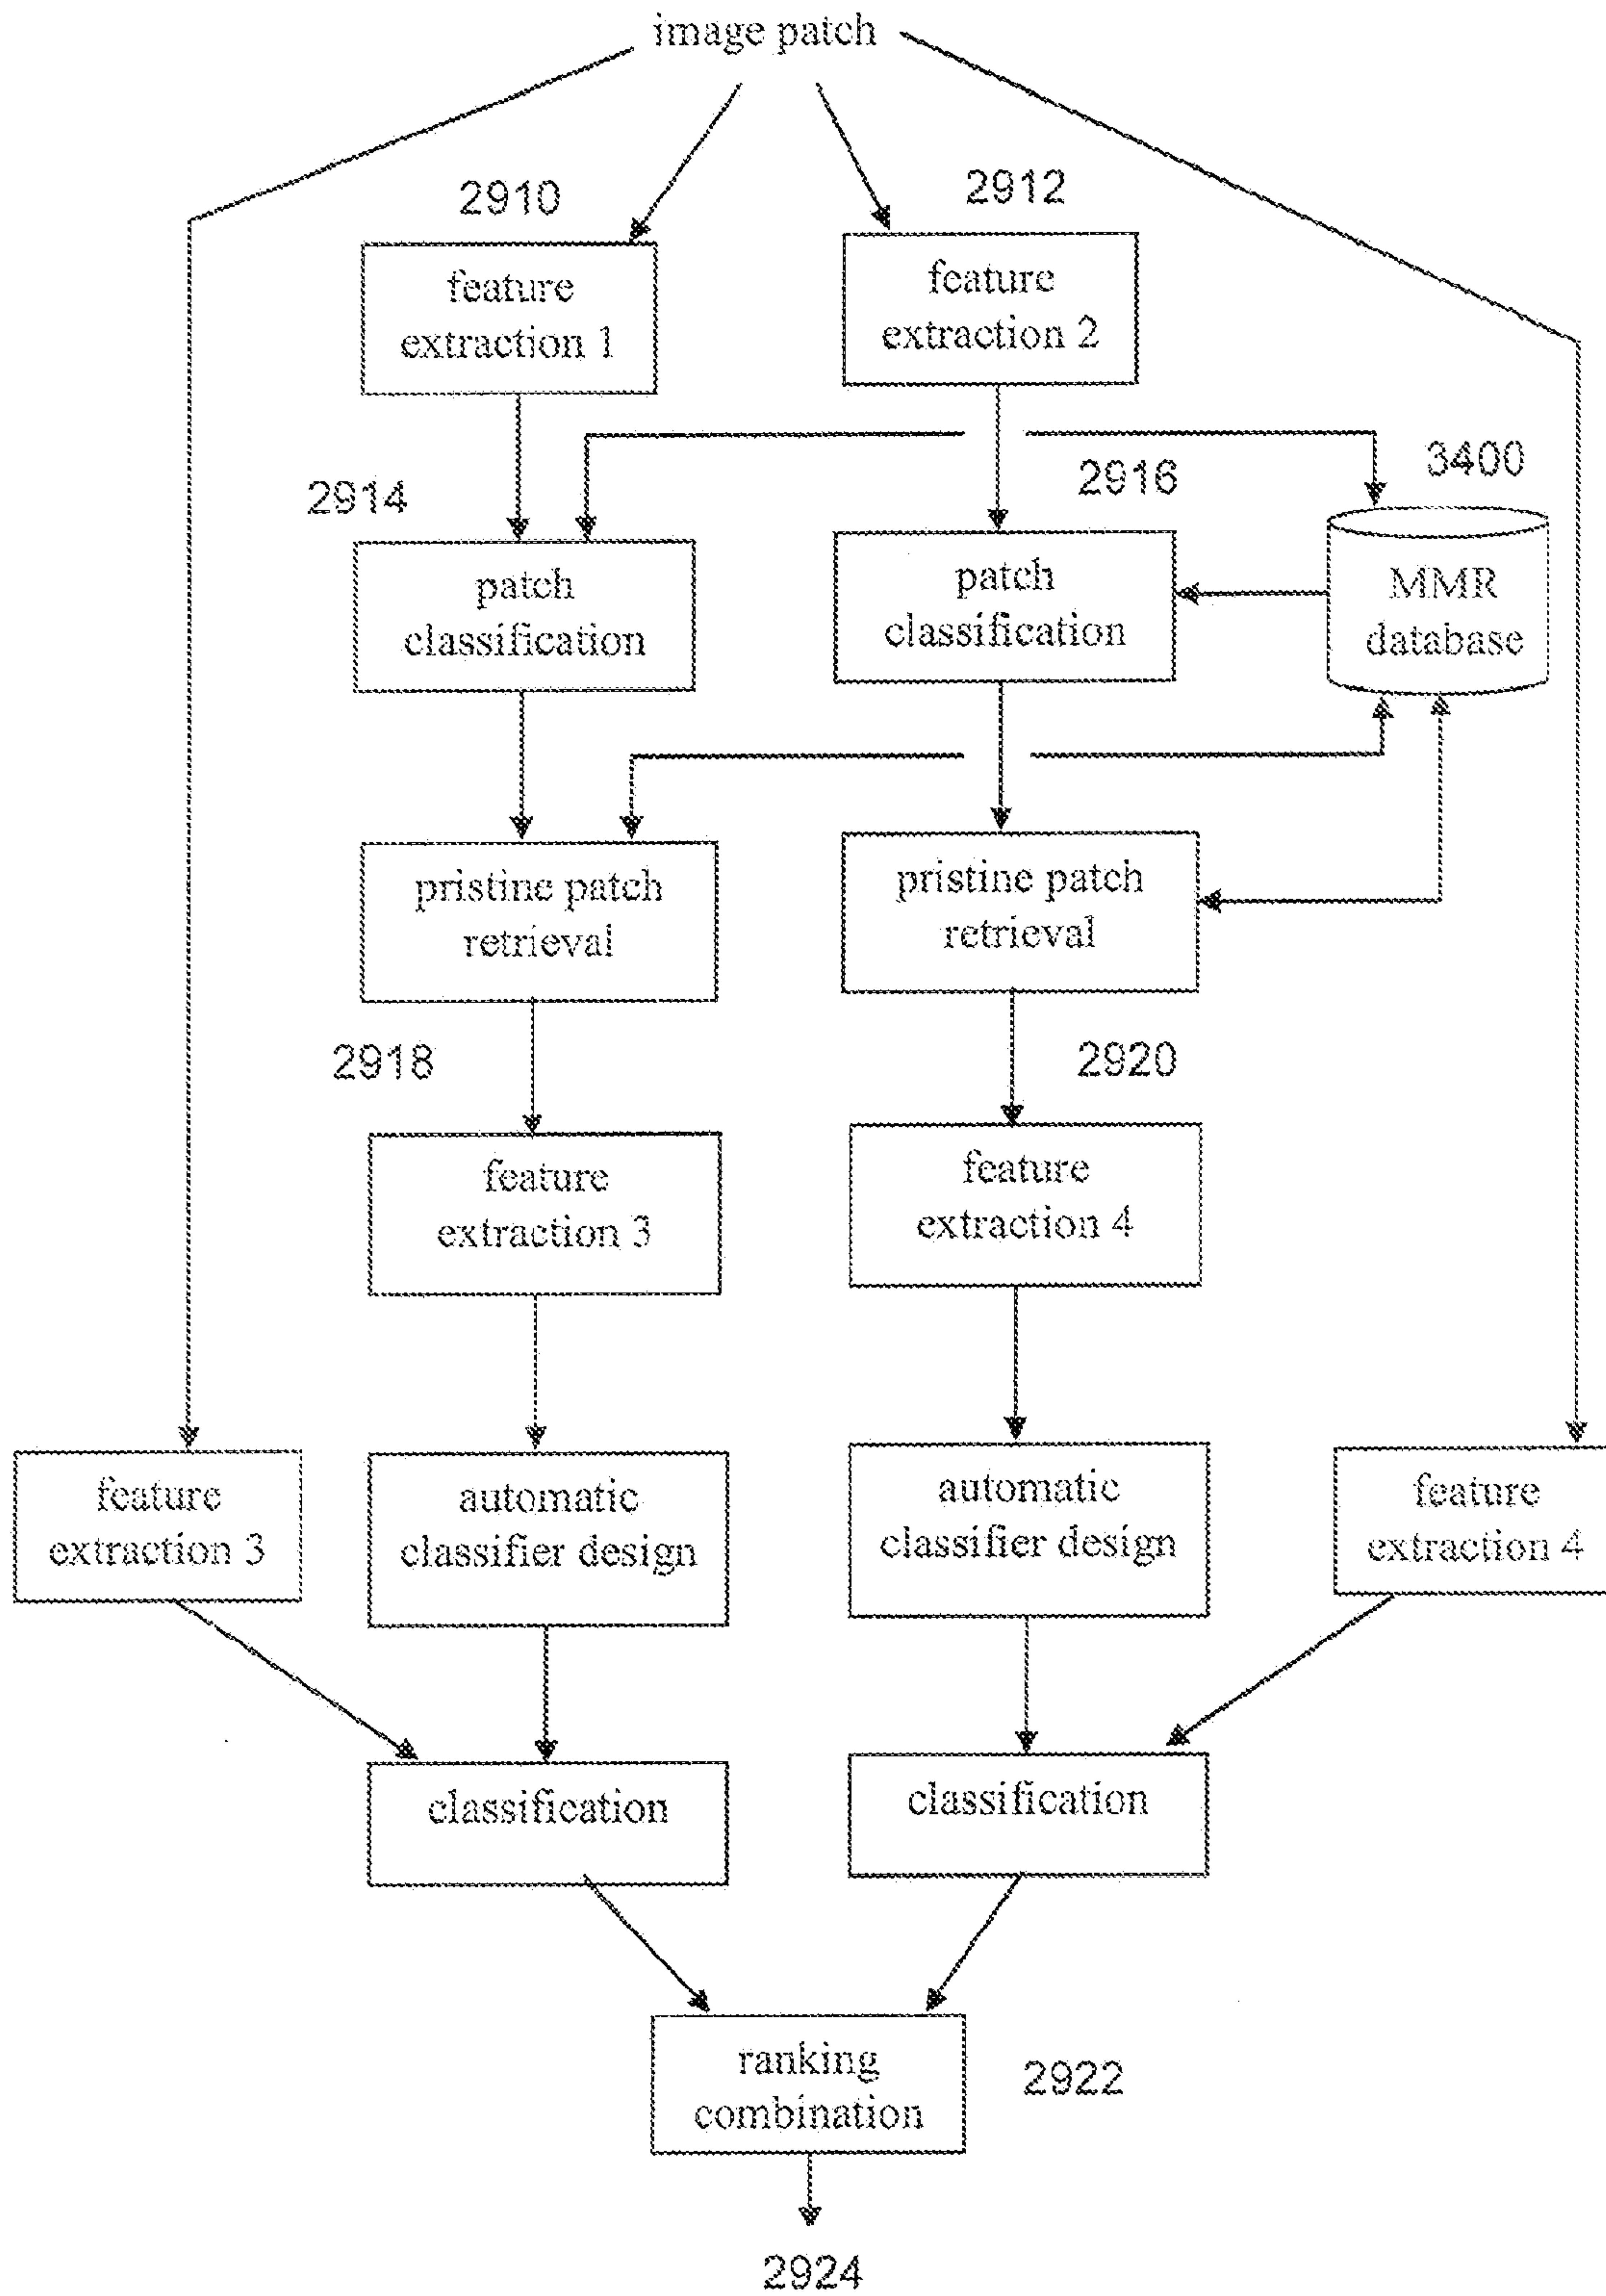 image patch
2910
2912
feature
extraction 1
feature
extraction 2
2914
2916
3400
patch
classification
patch
classification
MMR
database
pristine patch
retrieval
pristine patch
retrieval
2918
2920
feature
extraction 3
feature
extraction 4
feature
extraction 3
automatic
classifier design
automatic
classifier design
feature
extraction 4
classification
classification
ranking
combination
2922
2924